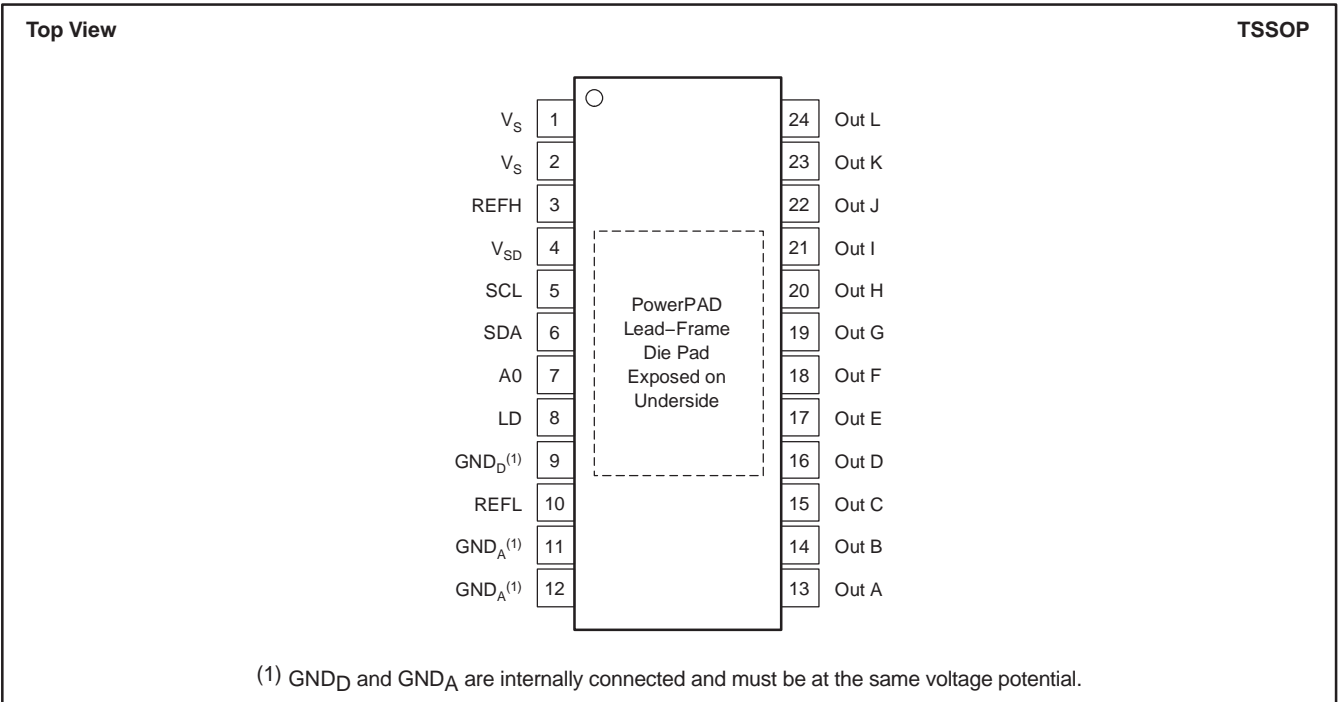 Top View
TSSOP
V_S 1
V_S 2
REFH 3
V_SD 4
SCL 5
SDA 6
A0 7
LD 8
GND_D(1) 9
REFL 10
GND_A(1) 11
GND_A(1) 12
PowerPAD
Lead−Frame
Die Pad
Exposed on
Underside
24 Out L
23 Out K
22 Out J
21 Out I
20 Out H
19 Out G
18 Out F
17 Out E
16 Out D
15 Out C
14 Out B
13 Out A
(1) GND_D and GND_A are internally connected and must be at the same voltage potential.